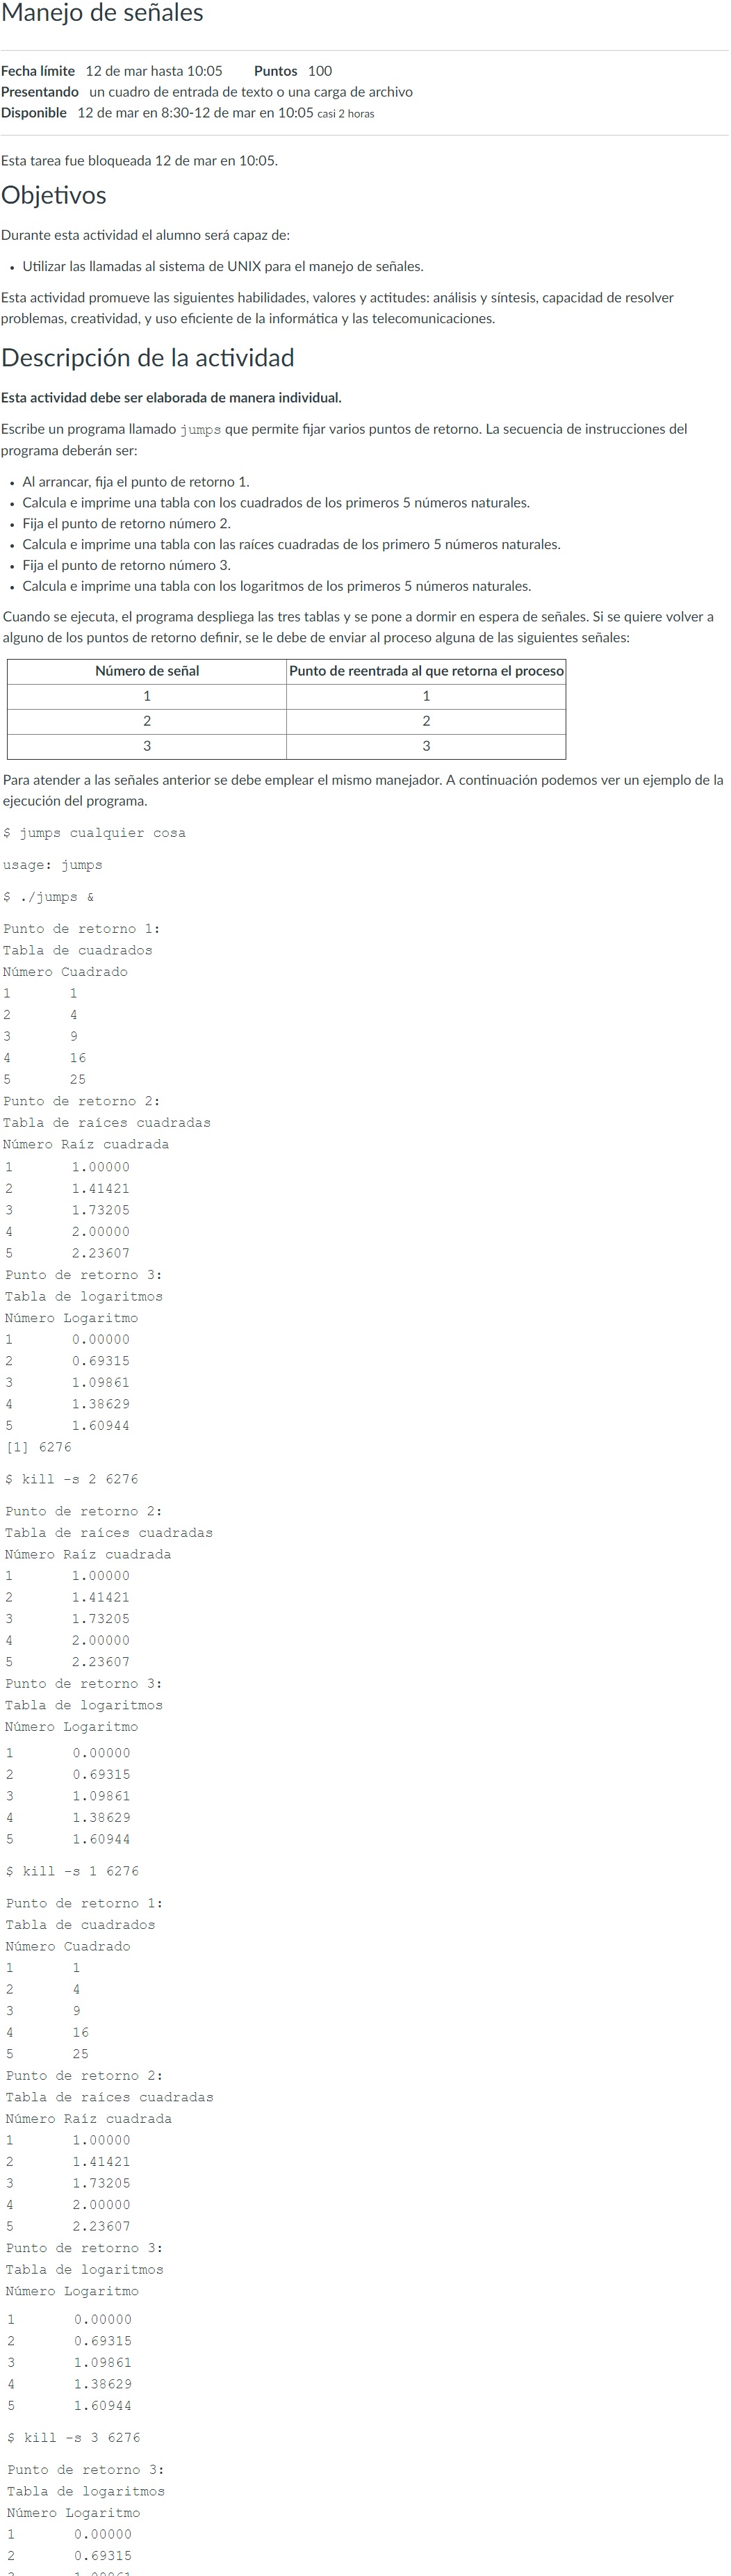 Manejo de señales
Fecha límite 12 de mar hasta 10:05 Puntos 100
Presentando un cuadro de entrada de texto o una carga de archivo
Disponible 12 de mar en 8:30-12 de mar en 10:05 casi 2 horas
Esta tarea fue bloqueada 12 de mar en 10:05.
Objetivos
Durante esta actividad el alumno será capaz de:
• Utilizar las llamadas al sistema de UNIX para el manejo de señales.
Esta actividad promueve las siguientes habilidades, valores y actitudes: análisis y síntesis, capacidad de resolver
problemas, creatividad, y uso eficiente de la informática y las telecomunicaciones.
Descripción de la actividad
Esta actividad debe ser elaborada de manera individual.
Escribe un programa llamado jumps que permite fijar varios puntos de retorno. La secuencia de instrucciones del
programa deberán ser:
• Al arrancar, fija el punto de retorno 1.
• Calcula e imprime una tabla con los cuadrados de los primeros 5 números naturales.
• Fija el punto de retorno número 2.
• Calcula e imprime una tabla con las raíces cuadradas de los primero 5 números naturales.
• Fija el punto de retorno número 3.
• Calcula e imprime una tabla con los logaritmos de los primeros 5 números naturales.
Cuando se ejecuta, el programa despliega las tres tablas y se pone a dormir en espera de señales. Si se quiere volver a
alguno de los puntos de retorno definir, se le debe de enviar al proceso alguna de las siguientes señales:
Número de señal Punto de reentrada al que retorna el proceso
1 1
2 2
3 3
Para atender a las señales anterior se debe emplear el mismo manejador. A continuación podemos ver un ejemplo de la
ejecución del programa.
$ jumps cualquier cosa
usage: jumps
$ ./jumps &
Punto de retorno 1:
Tabla de cuadrados
Número Cuadrado
1 1
2 4
3 9
4 16
5 25
Punto de retorno 2:
Tabla de raíces cuadradas
Número Raíz cuadrada
1 1.00000
2 1.41421
3 1.73205
4 2.00000
5 2.23607
Punto de retorno 3:
Tabla de logaritmos
Número Logaritmo
1 0.00000
2 0.69315
3 1.09861
4 1.38629
5 1.60944
[1] 6276
$ kill -s 2 6276
Punto de retorno 2:
Tabla de raíces cuadradas
Número Raíz cuadrada
1 1.00000
2 1.41421
3 1.73205
4 2.00000
5 2.23607
Punto de retorno 3:
Tabla de logaritmos
Número Logaritmo
1 0.00000
2 0.69315
3 1.09861
4 1.38629
5 1.60944
$ kill -s 1 6276
Punto de retorno 1:
Tabla de cuadrados
Número Cuadrado
1 1
2 4
3 9
4 16
5 25
Punto de retorno 2:
Tabla de raíces cuadradas
Número Raíz cuadrada
1 1.00000
2 1.41421
3 1.73205
4 2.00000
5 2.23607
Punto de retorno 3:
Tabla de logaritmos
Número Logaritmo
1 0.00000
2 0.69315
3 1.09861
4 1.38629
5 1.60944
$ kill -s 3 6276
Punto de retorno 3:
Tabla de logaritmos
Número Logaritmo
1 0.00000
2 0.69315